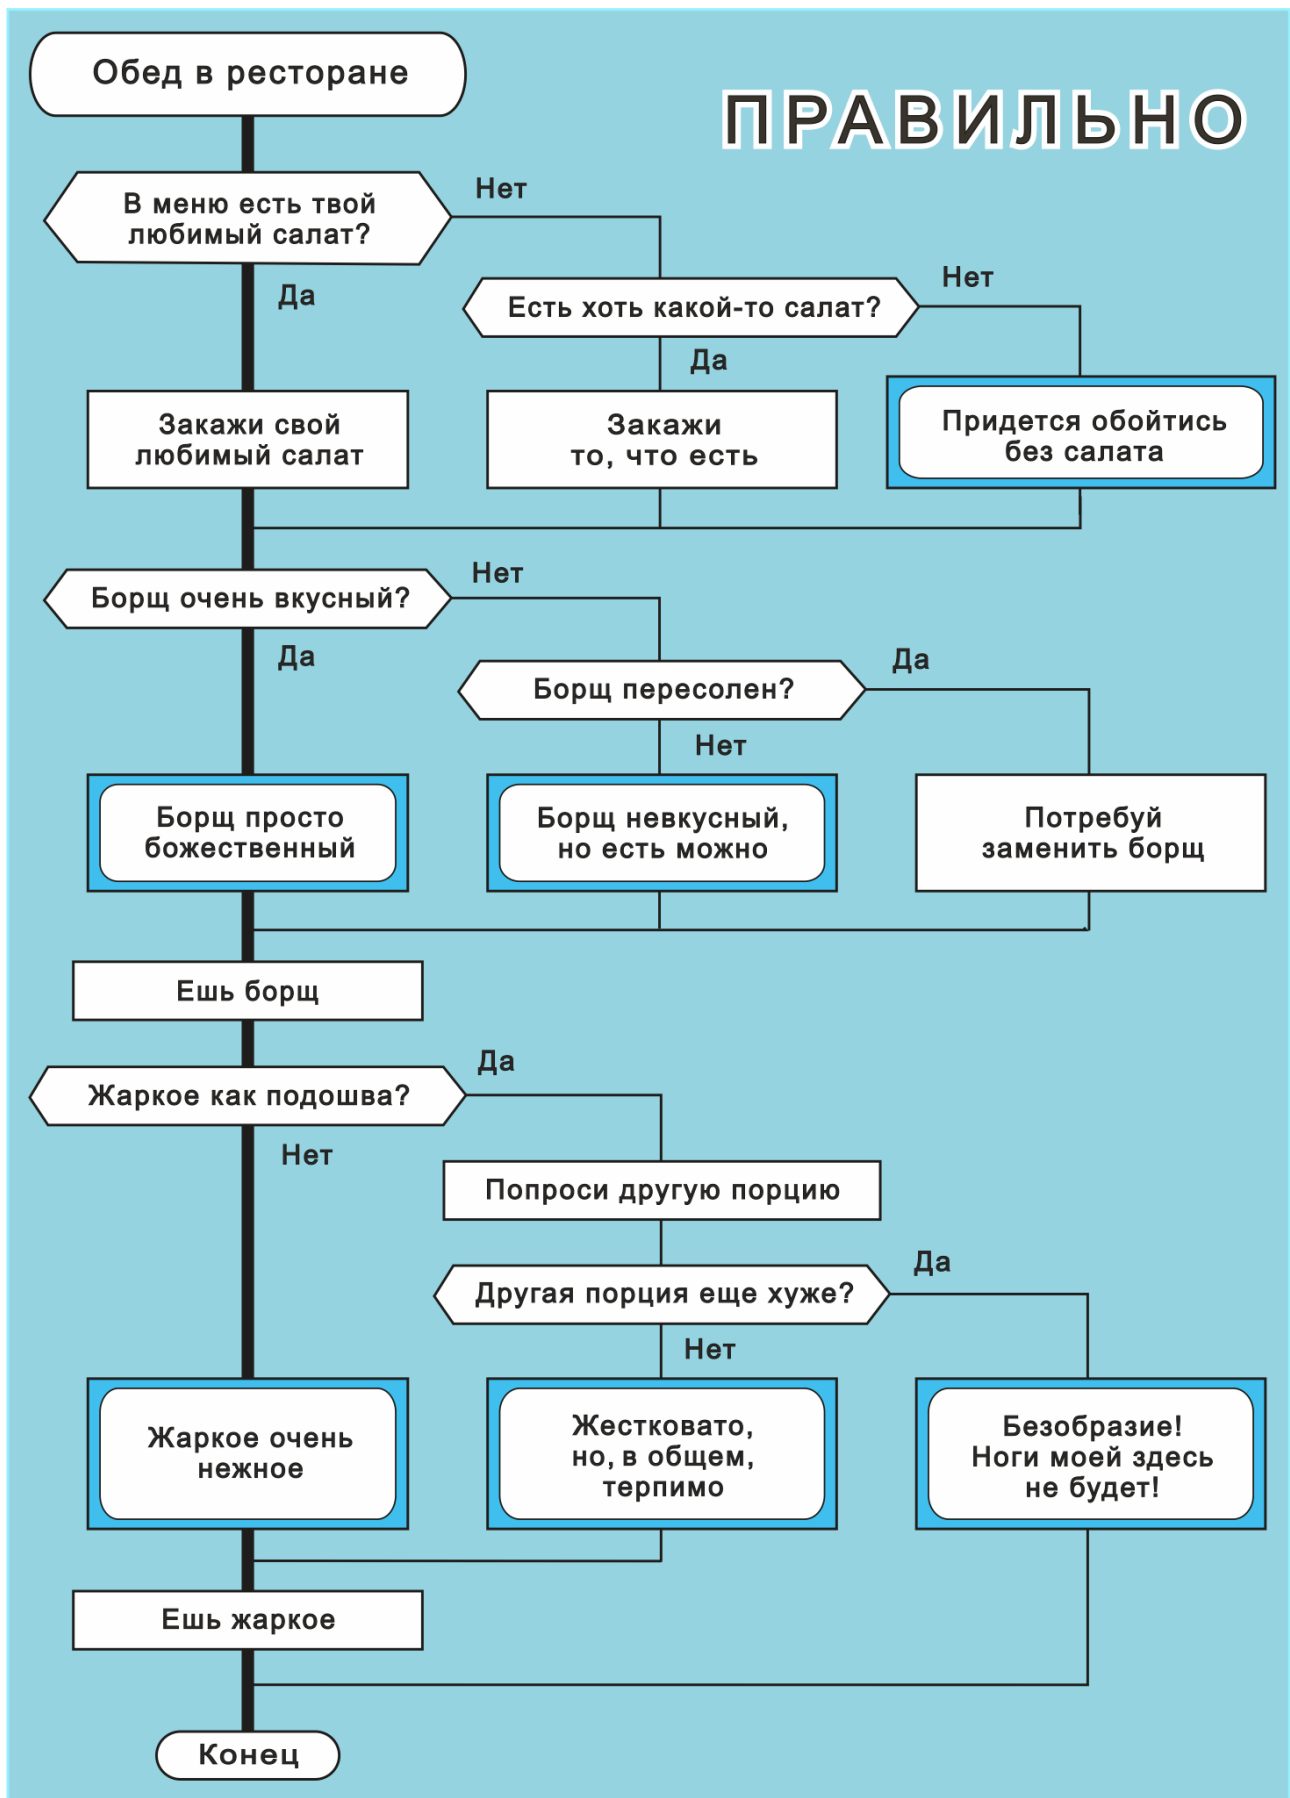 Обед в ресторане
ПРАВИЛЬНО
В меню есть твой
любимый салат?
Нет
Да
Есть хоть какой-то салат?
Нет
Да
Закажи свой
любимый салат
Закажи
то, что есть
Придется обойтись
без салата
Борщ очень вкусный?
Нет
Да
Борщ пересолен?
Да
Нет
Борщ просто
божественный
Борщ невкусный,
но есть можно
Потребуй
заменить борщ
Ешь борщ
Жаркое как подошва?
Да
Нет
Попроси другую порцию
Другая порция еще хуже?
Да
Нет
Жаркое очень
нежное
Жестковато,
но, в общем,
терпимо
Безобразие!
Ноги моей здесь
не будет!
Ешь жаркое
Конец